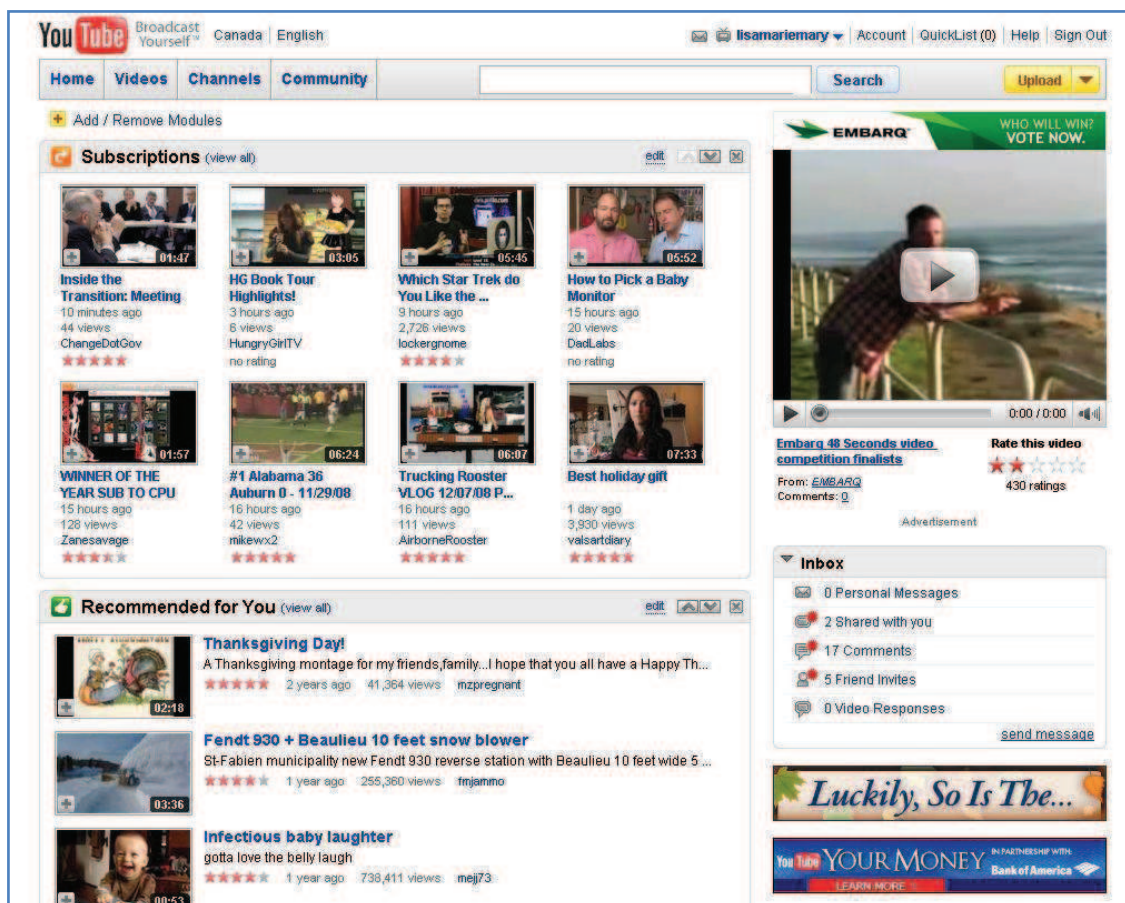 You Tube Broadcast Yourself™ Canada English
lisamariemary Account QuickList (0) Help Sign Out
Home Videos Channels Community Search Upload
Add / Remove Modules
Subscriptions (view all) edit
01:47 03:05 05:45 05:52
Inside the Transition: Meeting
10 minutes ago
44 views
ChangeDotGov
HG Book Tour Highlights!
3 hours ago
6 views
HungryGirlTV
no rating
Which Star Trek do You Like the ...
9 hours ago
2,726 views
lockergnome
How to Pick a Baby Monitor
15 hours ago
20 views
DadLabs
no rating
01:57 06:24 06:07 07:33
WINNER OF THE YEAR SUB TO CPU
15 hours ago
128 views
Zanesavage
#1 Alabama 36 Auburn 0 - 11/29/08
16 hours ago
42 views
mikewx2
Trucking Rooster VLOG 12/07/08 P...
16 hours ago
111 views
AirborneRooster
Best holiday gift
1 day ago
3,930 views
valsartdiary
Recommended for You (view all) edit
02:18
Thanksgiving Day!
A Thanksgiving montage for my friends,family...I hope that you all have a Happy Th...
2 years ago 41,364 views mzpregnant
03:36
Fendt 930 + Beaulieu 10 feet snow blower
St-Fabien municipality new Fendt 930 reverse station with Beaulieu 10 feet wide 5 ...
1 year ago 255,360 views fmjammo
00:53
Infectious baby laughter
gotta love the belly laugh
1 year ago 738,411 views mejj73
EMBARQ WHO WILL WIN?
VOTE NOW.
0:00 / 0:00
Embarq 48 Seconds video competition finalists
From: EMBARQ
Comments: 0
Rate this video
430 ratings
Advertisement
Inbox
0 Personal Messages
2 Shared with you
17 Comments
5 Friend Invites
0 Video Responses
send message
Luckily, So Is The...
You Tube YOUR MONEY IN PARTNERSHIP WITH:
Bank of America
LEARN MORE